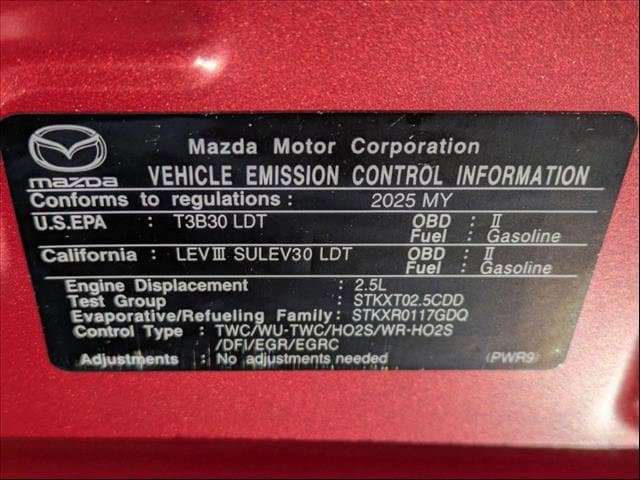 mazda
Mazda Motor Corporation
VEHICLE EMISSION CONTROL INFORMATION
Conforms to regulations : 2025 MY
U.S.EPA : T3B30 LDT OBD : II
Fuel : Gasoline
California : LEVIII SULEV30 LDT OBD : II
Fuel : Gasoline
Engine Displacement : 2.5L
Test Group : STKXT02.5CDD
Evaporative/Refueling Family: STKXR0117GDQ
Control Type : TWC/WU-TWC/HO2S/WR-HO2S
/DFI/EGR/EGRC
Adjustments : No adjustments needed (PWR9)